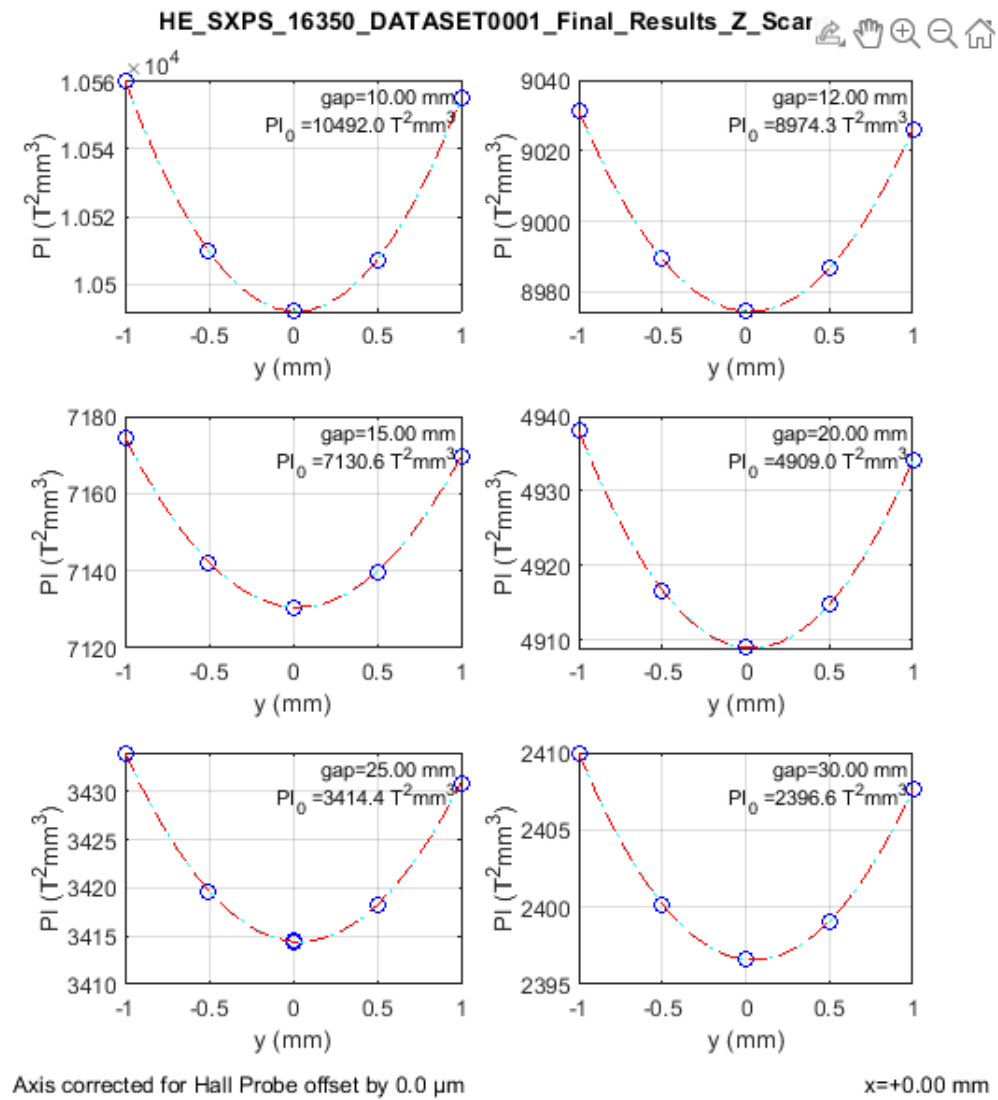 HE_SXPS_16350_DATASET0001_Final_Results_Z_Scan
×10⁴
1.056
1.054
1.052
1.05
PI (T²mm³)
gap=10.00 mm
PI₀ =10492.0 T²mm³
-1 -0.5 0 0.5 1
y (mm)
9040
9020
9000
8980
PI (T²mm³)
gap=12.00 mm
PI₀ =8974.3 T²mm³
-1 -0.5 0 0.5 1
y (mm)
7180
7160
7140
7120
PI (T²mm³)
gap=15.00 mm
PI₀ =7130.6 T²mm³
-1 -0.5 0 0.5 1
y (mm)
4940
4930
4920
4910
PI (T²mm³)
gap=20.00 mm
PI₀ =4909.0 T²mm³
-1 -0.5 0 0.5 1
y (mm)
3430
3425
3420
3415
3410
PI (T²mm³)
gap=25.00 mm
PI₀ =3414.4 T²mm³
-1 -0.5 0 0.5 1
y (mm)
2410
2405
2400
2395
PI (T²mm³)
gap=30.00 mm
PI₀ =2396.6 T²mm³
-1 -0.5 0 0.5 1
y (mm)
Axis corrected for Hall Probe offset by 0.0 µm
x=+0.00 mm